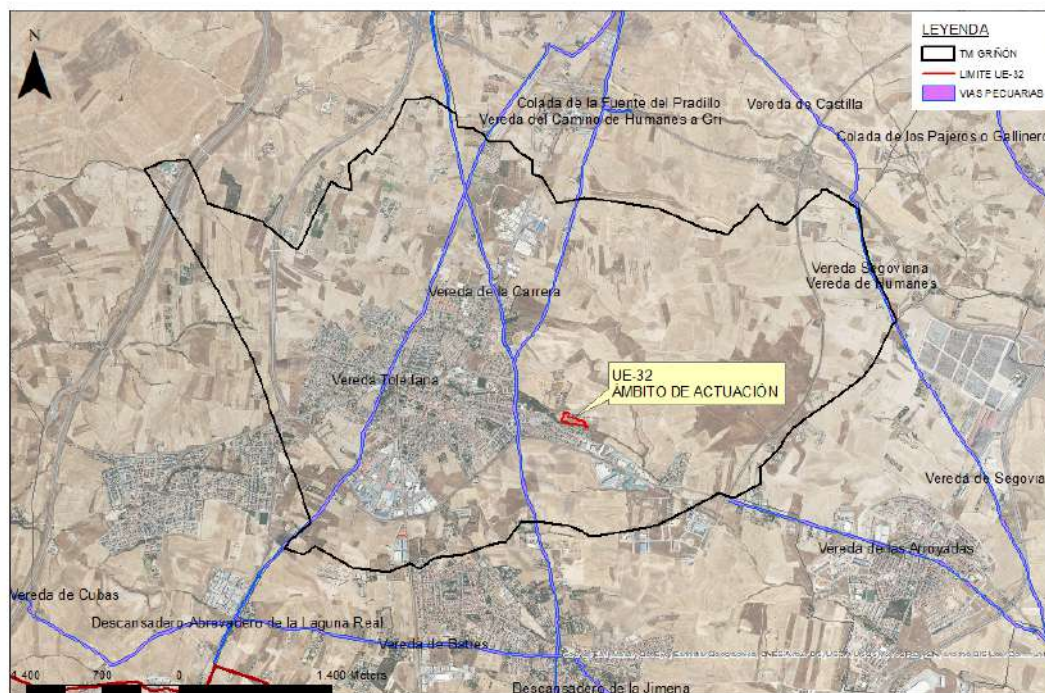 N
LEYENDA
TM GRIÑÓN
LIMITE UE-32
VIAS PECUARIAS
Colada de la Fuente del Pradillo
Vereda del Camino de Humanes a Gri
Vereda de Castilla
Colada de los Pajeros o Gallinero
Vereda Segoviana
Vereda de Humanes
Vereda de la Carrera
Vereda Toledana
UE-32
ÁMBITO DE ACTUACIÓN
Vereda de Segovia
Vereda de las Arroyadas
Vereda de Cubas
Descansadero Abrevadero de la Laguna Real
Vereda de Batres
1.400 700 0 1.400 Meters
Descansadero de la Jimena